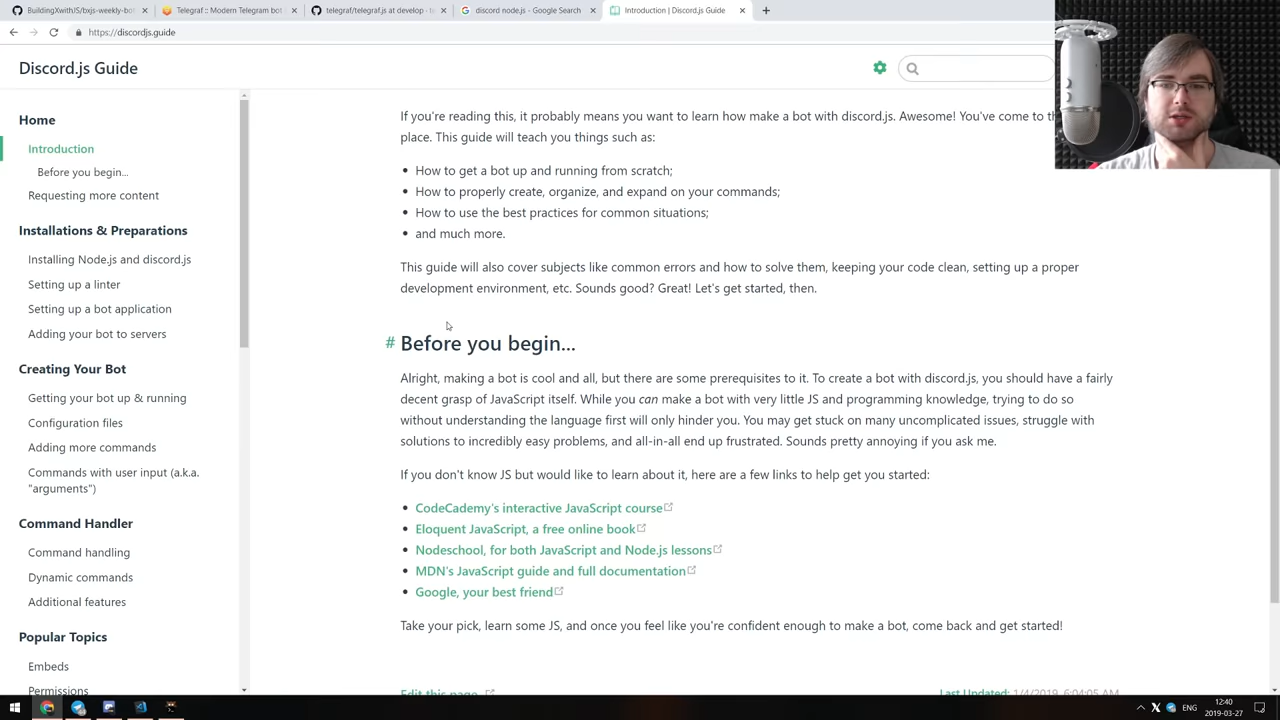 BuildingXwithJS/bxjs-weekly-bot
Telegraf :: Modern Telegram bot
telegraf/telegraf.js at develop · te
discord node.js - Google Search
Introduction | Discord.js Guide
https://discordjs.guide
Discord.js Guide
Home
Introduction
Before you begin...
Requesting more content
Installations & Preparations
Installing Node.js and discord.js
Setting up a linter
Setting up a bot application
Adding your bot to servers
Creating Your Bot
Getting your bot up & running
Configuration files
Adding more commands
Commands with user input (a.k.a.
"arguments")
Command Handler
Command handling
Dynamic commands
Additional features
Popular Topics
Embeds
Permissions
If you're reading this, it probably means you want to learn how make a bot with discord.js. Awesome! You've come to
place. This guide will teach you things such as:
• How to get a bot up and running from scratch;
• How to properly create, organize, and expand on your commands;
• How to use the best practices for common situations;
• and much more.
This guide will also cover subjects like common errors and how to solve them, keeping your code clean, setting up a proper
development environment, etc. Sounds good? Great! Let's get started, then.
# Before you begin...
Alright, making a bot is cool and all, but there are some prerequisites to it. To create a bot with discord.js, you should have a fairly
decent grasp of JavaScript itself. While you can make a bot with very little JS and programming knowledge, trying to do so
without understanding the language first will only hinder you. You may get stuck on many uncomplicated issues, struggle with
solutions to incredibly easy problems, and all-in-all end up frustrated. Sounds pretty annoying if you ask me.
If you don't know JS but would like to learn about it, here are a few links to help get you started:
• CodeCademy's interactive JavaScript course
• Eloquent JavaScript, a free online book
• Nodeschool, for both JavaScript and Node.js lessons
• MDN's JavaScript guide and full documentation
• Google, your best friend
Take your pick, learn some JS, and once you feel like you're confident enough to make a bot, come back and get started!
Edit this page
Last Updated: 1/4/2019, 6:04:05 AM
ENG
12:40
2019-03-27